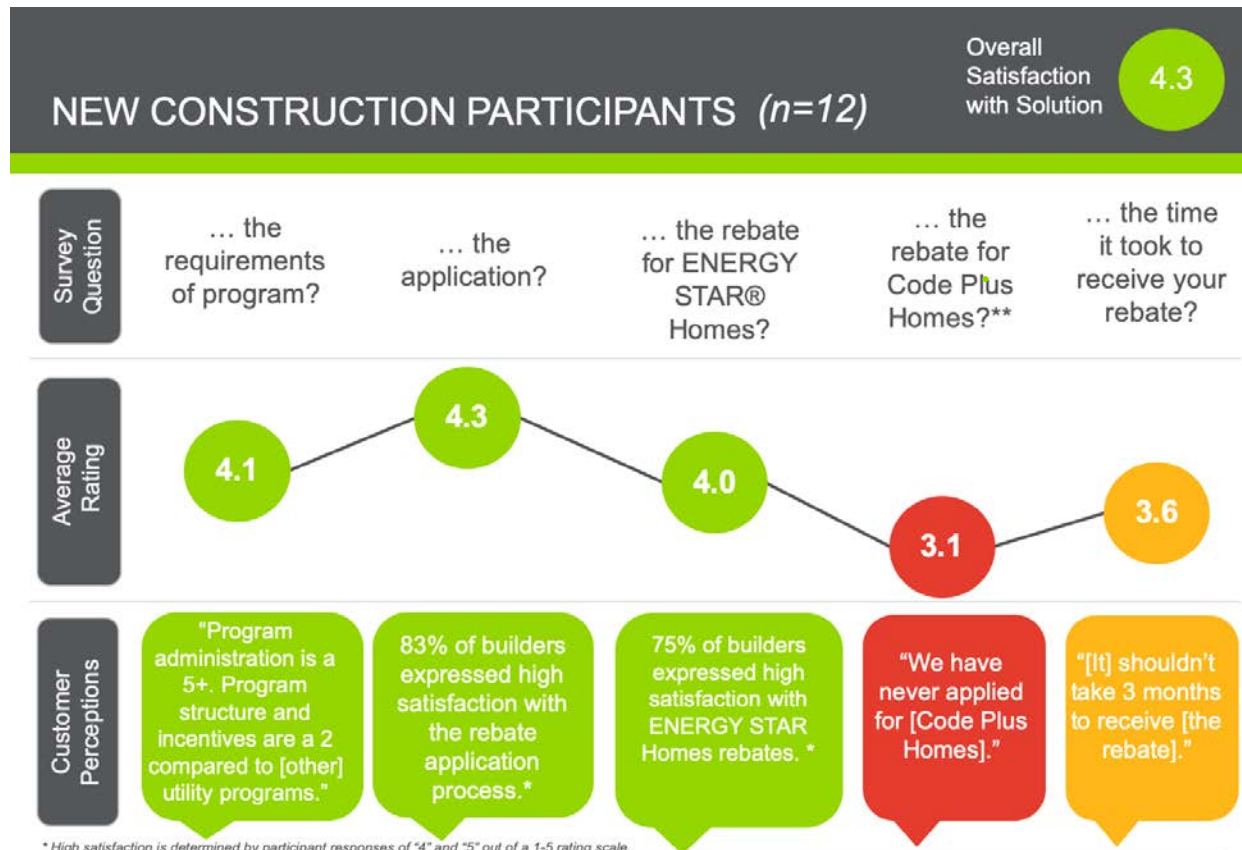 Overall
Satisfaction
with Solution
4.3
NEW CONSTRUCTION PARTICIPANTS (n=12)
Survey
Question
… the
requirements
of program?
… the
application?
… the rebate
for ENERGY
STAR®
Homes?
… the
rebate for
Code Plus
Homes?**
… the time
it took to
receive your
rebate?
Average
Rating
4.1
4.3
4.0
3.1
3.6
Customer
Perceptions
“Program
administration is a
5+. Program
structure and
incentives are a 2
compared to [other]
utility programs.”
83% of builders
expressed high
satisfaction with
the rebate
application
process.*
75% of builders
expressed high
satisfaction with
ENERGY STAR
Homes rebates. *
“We have
never applied
for [Code Plus
Homes].”
“[It] shouldn’t
take 3 months
to receive [the
rebate].”
* High satisfaction is determined by participant responses of “4” and “5” out of a 1-5 rating scale